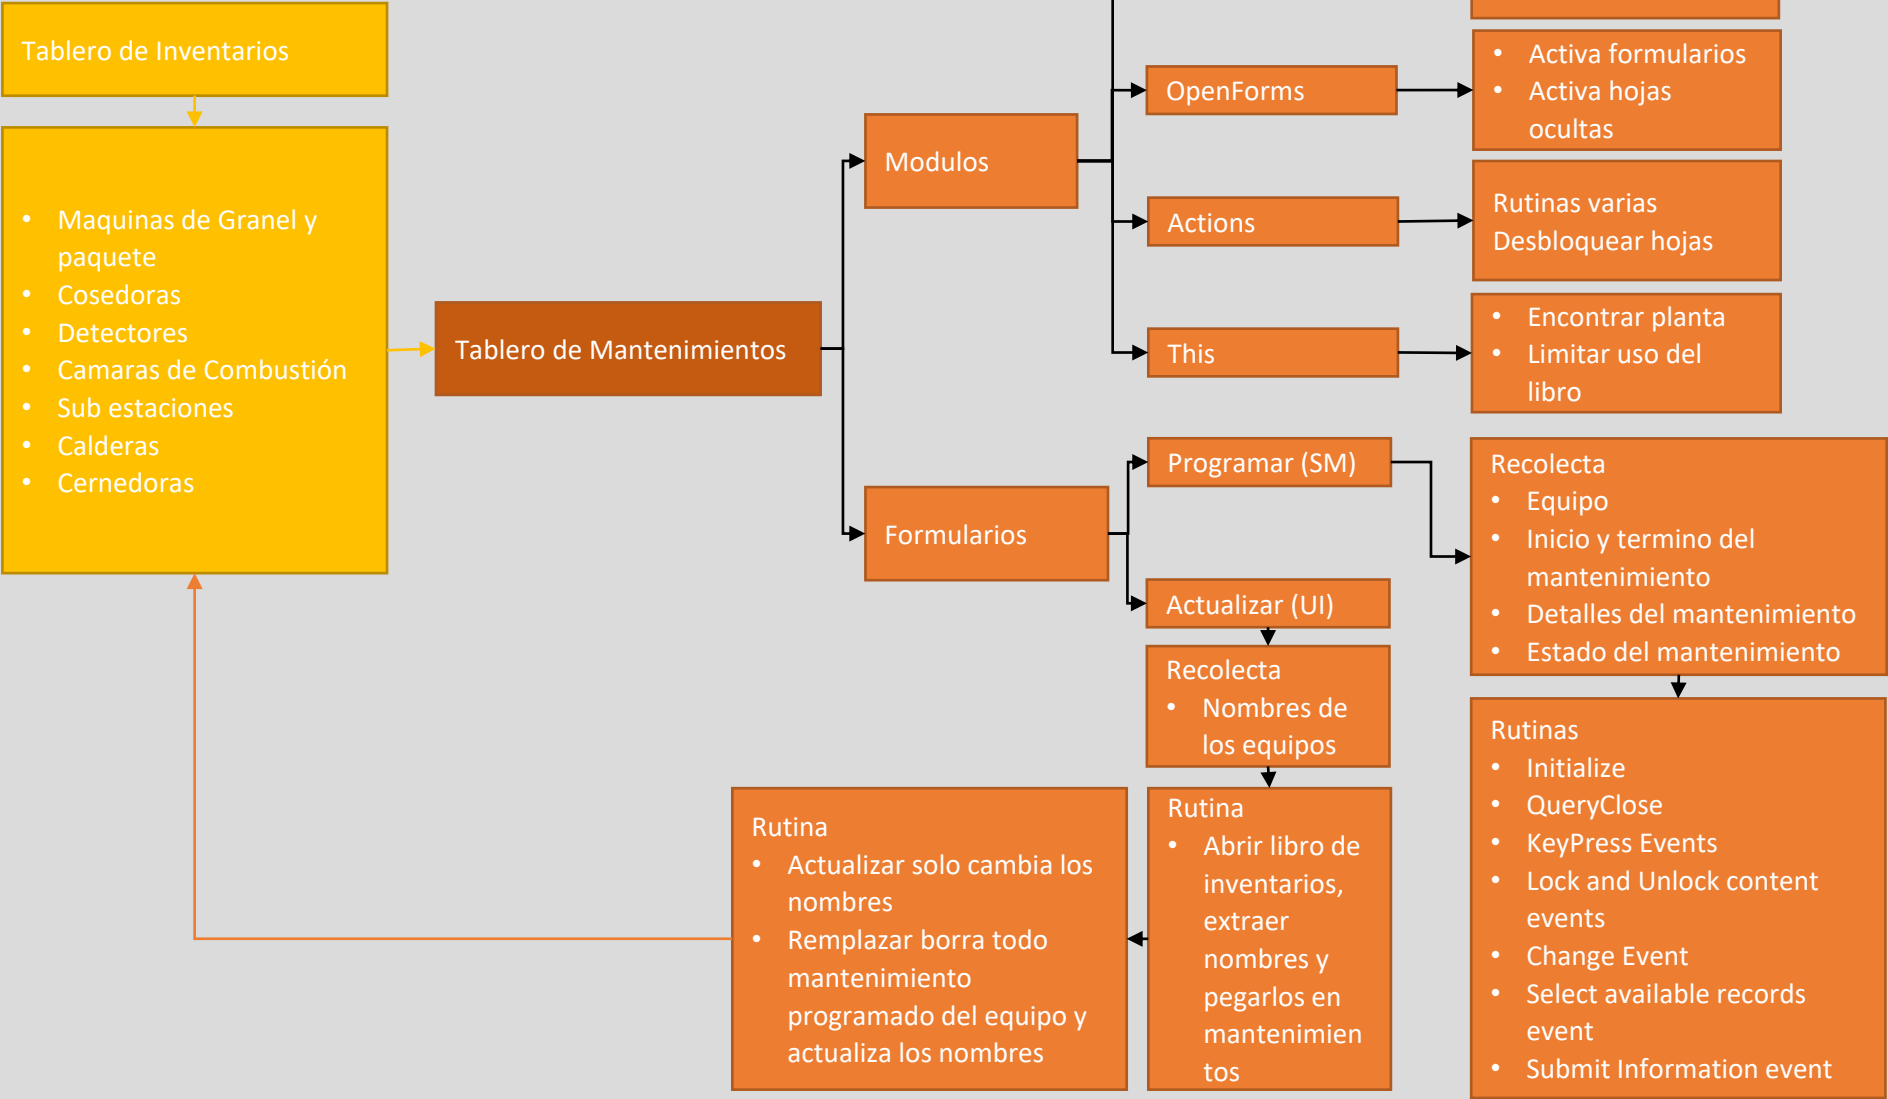 Tablero de Inventarios
• Maquinas de Granel y
paquete
• Cosedoras
• Detectores
• Camaras de Combustión
• Sub estaciones
• Calderas
• Cernedoras
Tablero de Mantenimientos
Modulos
OpenForms
• Activa formularios
• Activa hojas
ocultas
Actions
Rutinas varias
Desbloquear hojas
This
• Encontrar planta
• Limitar uso del
libro
Formularios
Programar (SM)
Recolecta
• Equipo
• Inicio y termino del
mantenimiento
• Detalles del mantenimiento
• Estado del mantenimiento
Rutinas
• Initialize
• QueryClose
• KeyPress Events
• Lock and Unlock content
events
• Change Event
• Select available records
event
• Submit Information event
Actualizar (UI)
Recolecta
• Nombres de
los equipos
Rutina
• Abrir libro de
inventarios,
extraer
nombres y
pegarlos en
mantenimien
tos
Rutina
• Actualizar solo cambia los
nombres
• Remplazar borra todo
mantenimiento
programado del equipo y
actualiza los nombres